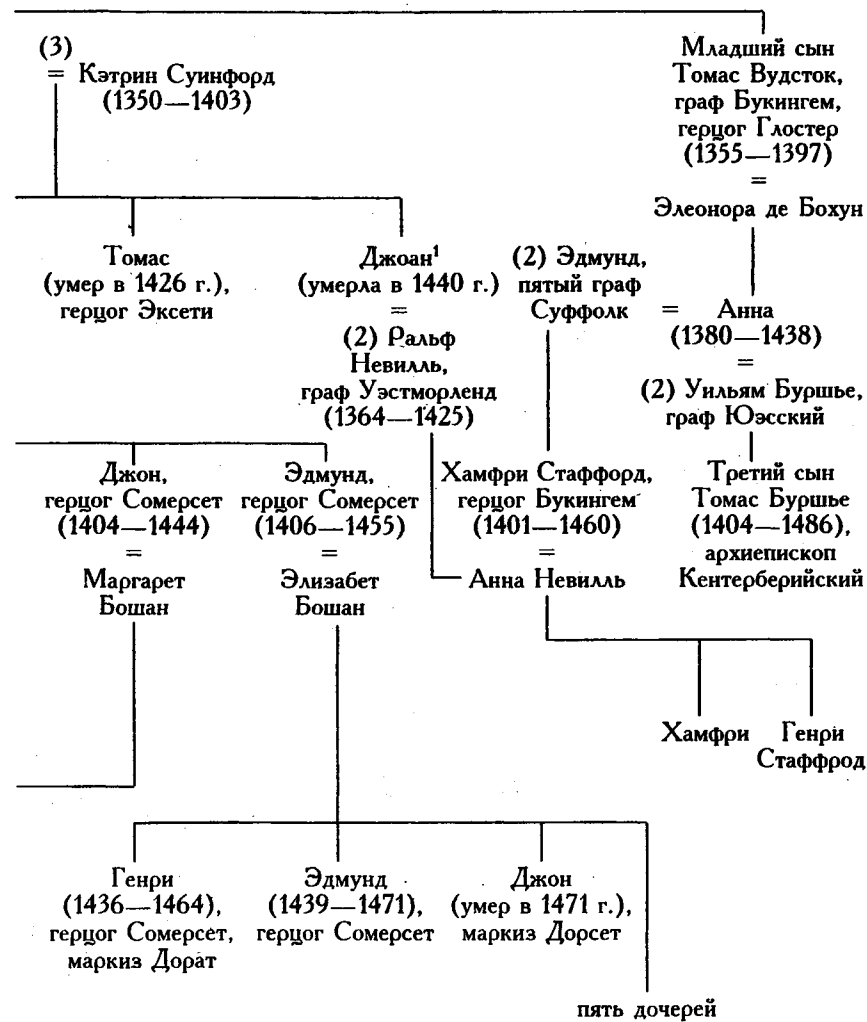 (3)
= Кэтрин Суинфорд
(1350—1403)
Младший сын
Томас Вудсток,
граф Букингем,
герцог Глостер
(1355—1397)
=
Элеонора де Бохун
Томас
(умер в 1426 г.),
герцог Эксети
Джоан¹
(умерла в 1440 г.)
=
(2) Ральф
Невилль,
граф Уэстморленд
(1364—1425)
(2) Эдмунд,
пятый граф
Суффолк
= Анна
(1380—1438)
=
(2) Уильям Буршье,
граф Юэсский
Джон,
герцог Сомерсет
(1404—1444)
=
Маргарет
Бошан
Эдмунд,
герцог Сомерсет
(1406—1455)
=
Элизабет
Бошан
Хамфри Стаффорд,
герцог Букингем
(1401—1460)
=
Анна Невилль
Третий сын
Томас Буршье
(1404—1486),
архиепископ
Кентерберийский
Хамфри
Генри
Стаффрод
Генри
(1436—1464),
герцог Сомерсет,
маркиз Дорат
Эдмунд
(1439—1471),
герцог Сомерсет
Джон
(умер в 1471 г.),
маркиз Дорсет
пять дочерей